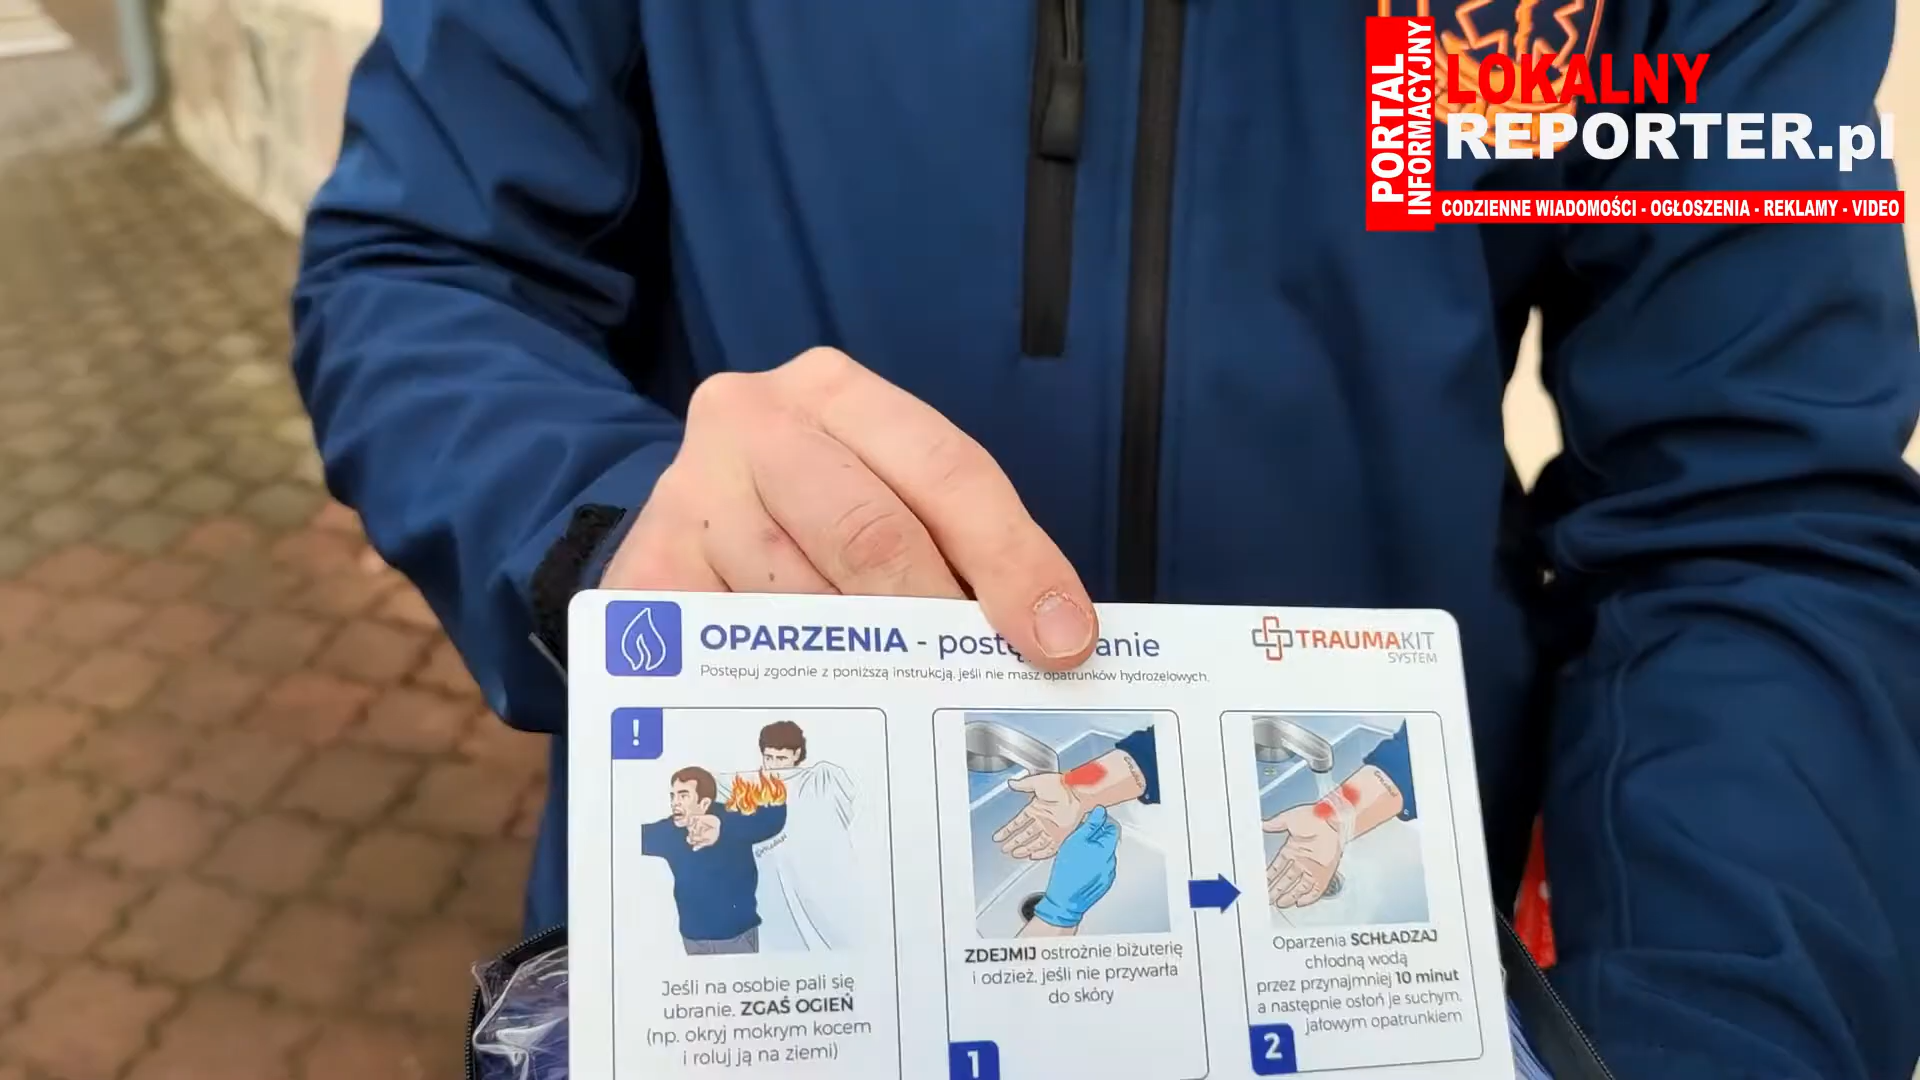 PORTAL
INFORMACYJNY
LOKALNY
REPORTER.pl
CODZIENNE WIADOMOŚCI - OGŁOSZENIA - REKLAMY - VIDEO
OPARZENIA - anie
TRAUMAKIT
SYSTEM
Postępuj zgodnie z poniższą instrukcją, jeśli nie masz opatrunków hydrożelowych.
!
Jeśli na osobie pali się
ubranie, ZGAŚ OGIEŃ
(np. okryj mokrym kocem
i roluj ją na ziemi)
ZDEJMIJ ostrożnie biżuterię
i odzież, jeśli nie przywarła
do skóry
1
Oparzenia SCHŁADZAJ
chłodną wodą
przez przynajmniej 10 minut
a następnie osłoń je suchym,
jałowym opatrunkiem
2